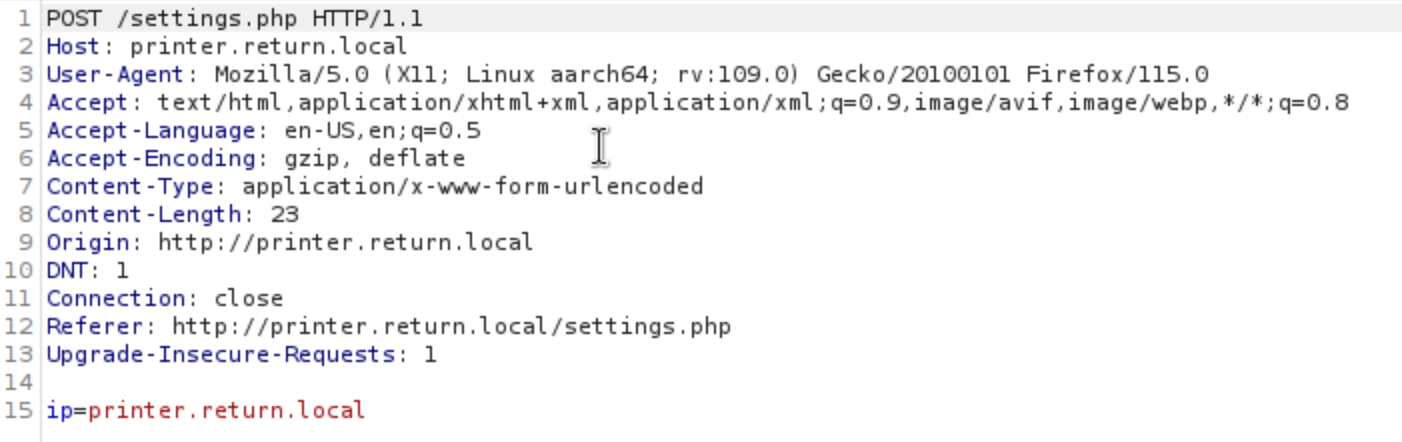 1 POST /settings.php HTTP/1.1
2 Host: printer.return.local
3 User-Agent: Mozilla/5.0 (X11; Linux aarch64; rv:109.0) Gecko/20100101 Firefox/115.0
4 Accept: text/html,application/xhtml+xml,application/xml;q=0.9,image/avif,image/webp,*/*;q=0.8
5 Accept-Language: en-US,en;q=0.5
6 Accept-Encoding: gzip, deflate
7 Content-Type: application/x-www-form-urlencoded
8 Content-Length: 23
9 Origin: http://printer.return.local
10 DNT: 1
11 Connection: close
12 Referer: http://printer.return.local/settings.php
13 Upgrade-Insecure-Requests: 1
14
15 ip=printer.return.local